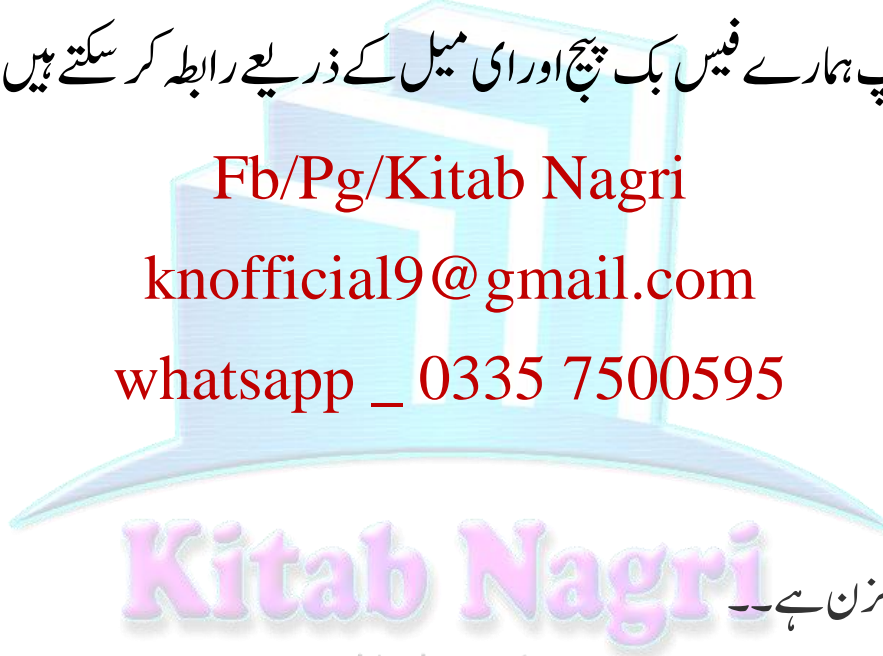 ہمارے فیس بک پیج اور ای میل کے ذریعے رابطہ کر سکتے ہیں
Fb/Pg/Kitab Nagri
knofficial9@gmail.com
whatsapp _ 0335 7500595
Kitab Nagri
ہے۔۔